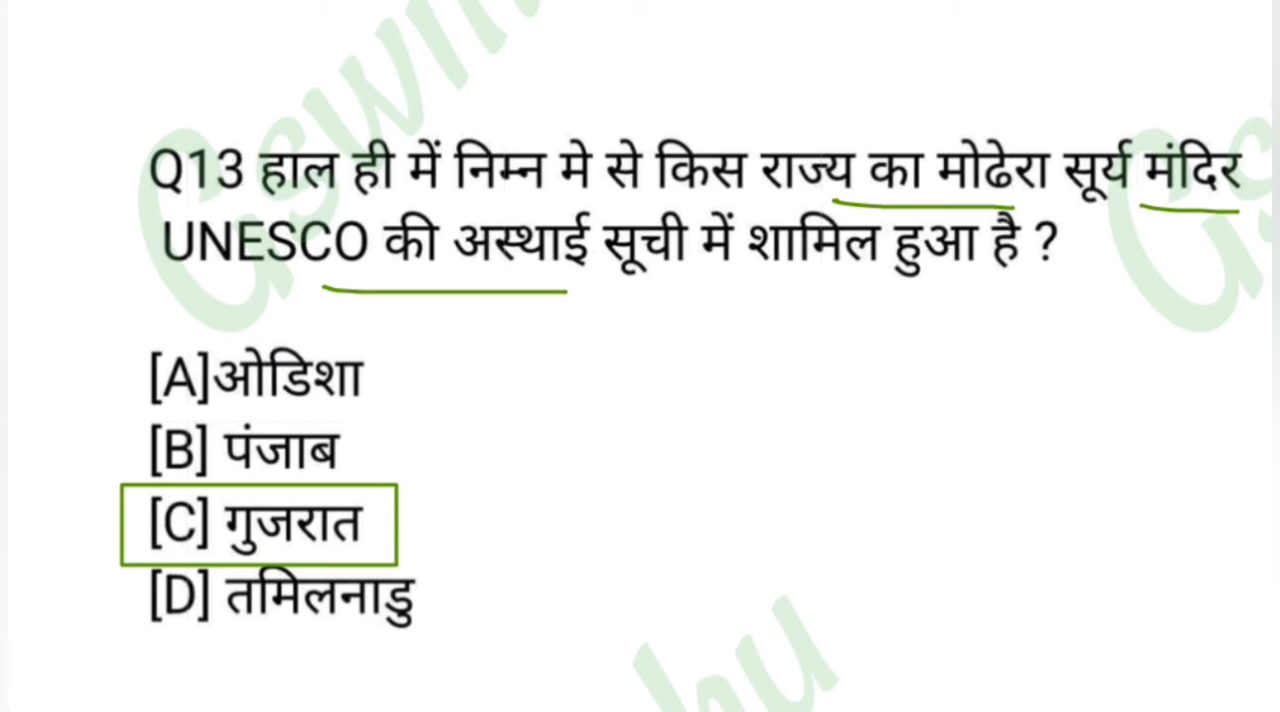 Q13 हाल ही में निम्न मे से किस राज्य का मोढेरा सूर्य मंदिर
UNESCO की अस्थाई सूची में शामिल हुआ है ?
[A]ओडिशा
[B] पंजाब
[C] गुजरात
[D] तमिलनाडु